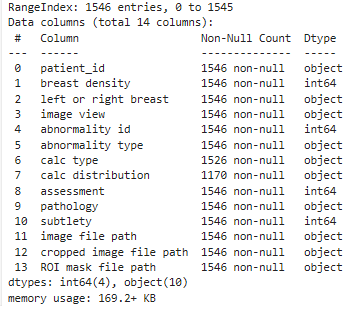 RangeIndex: 1546 entries, 0 to 1545
Data columns (total 14 columns):
 #   Column                   Non-Null Count  Dtype
---  ------                   --------------  -----
 0   patient_id               1546 non-null   object
 1   breast density           1546 non-null   int64
 2   left or right breast     1546 non-null   object
 3   image view               1546 non-null   object
 4   abnormality id           1546 non-null   int64
 5   abnormality type         1546 non-null   object
 6   calc type                1526 non-null   object
 7   calc distribution        1170 non-null   object
 8   assessment               1546 non-null   int64
 9   pathology                1546 non-null   object
 10  subtlety                 1546 non-null   int64
 11  image file path          1546 non-null   object
 12  cropped image file path  1546 non-null   object
 13  ROI mask file path       1546 non-null   object
dtypes: int64(4), object(10)
memory usage: 169.2+ KB